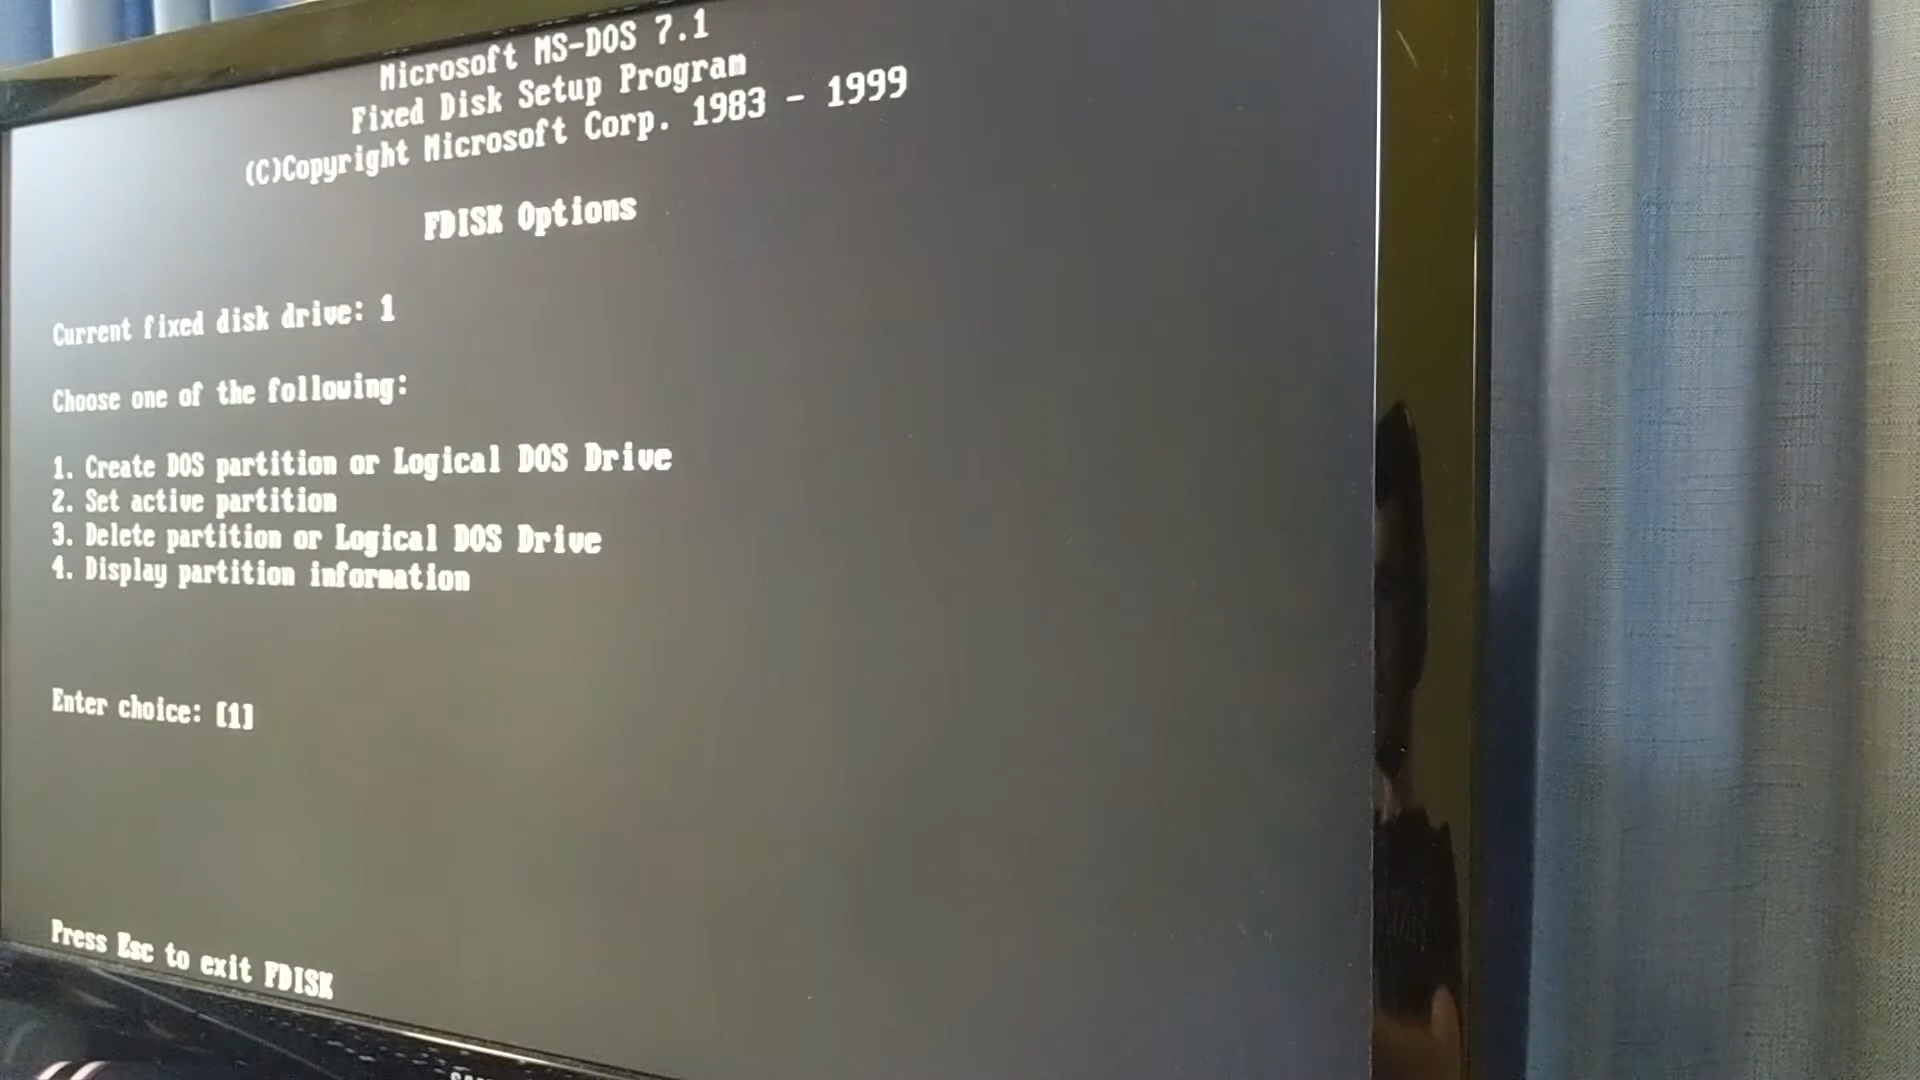 Microsoft MS-DOS 7.1
Fixed Disk Setup Program
(C)Copyright Microsoft Corp. 1983 - 1999
FDISK Options
Current fixed disk drive: 1
Choose one of the following:
1. Create DOS partition or Logical DOS Drive
2. Set active partition
3. Delete partition or Logical DOS Drive
4. Display partition information
Enter choice: [1]
Press Esc to exit FDISK